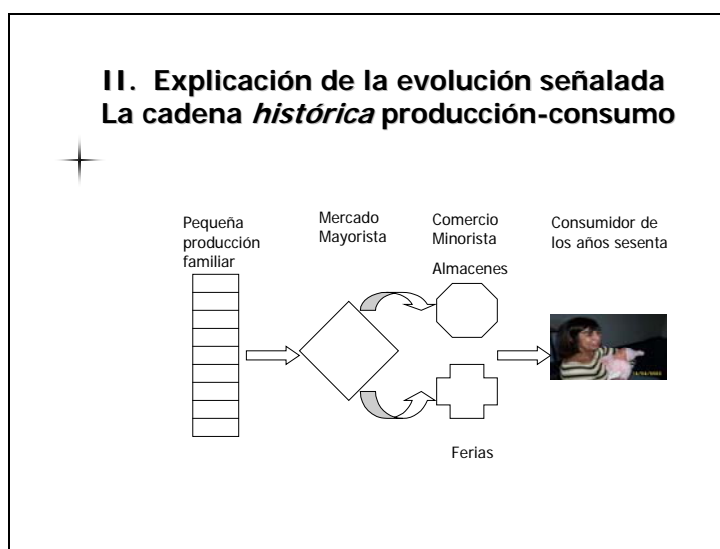 II. Explicación de la evolución señalada
La cadena histórica producción-consumo
Pequeña
producción
familiar
Mercado
Mayorista
Comercio
Minorista
Almacenes
Consumidor de
los años sesenta
Ferias